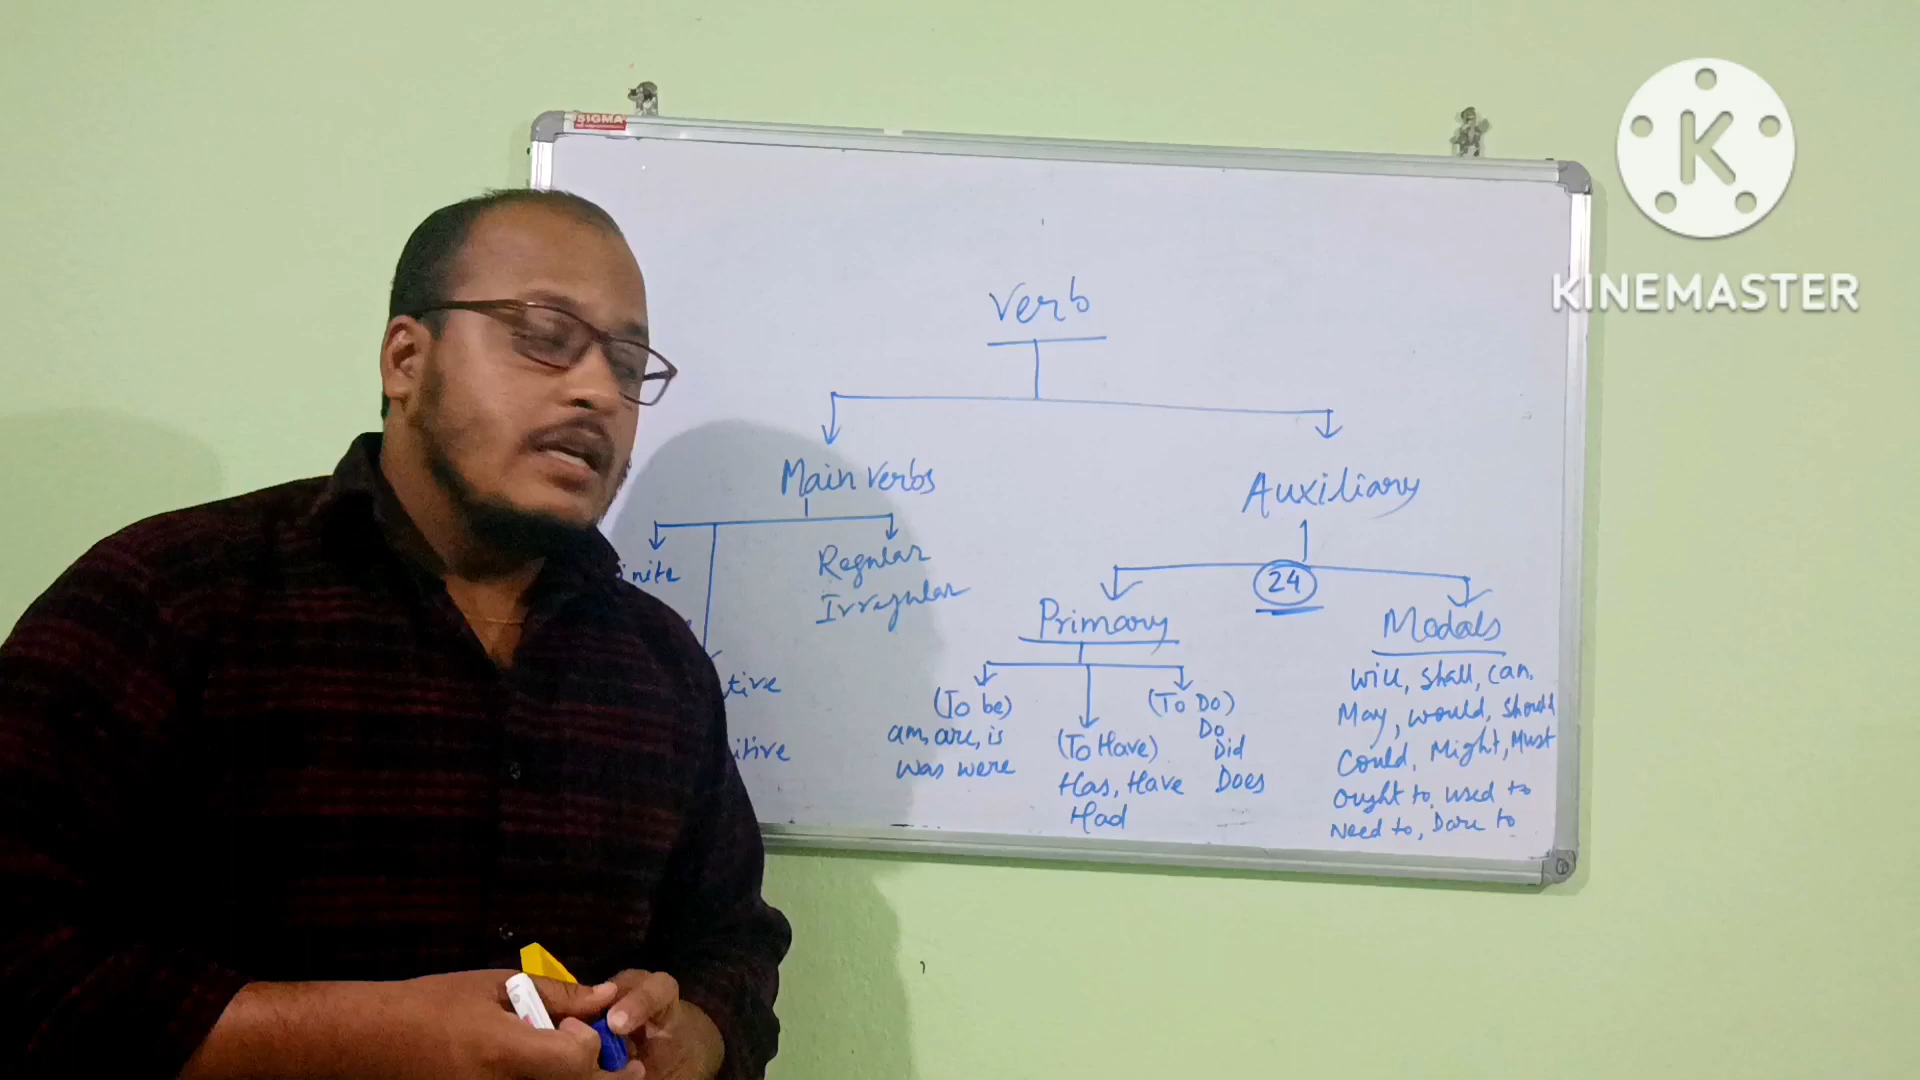 SIGMA
K
KINEMASTER
Verb
Main Verbs
Auxiliary
24
Regular
Irregular
Primary
Modals
(To be)
am, are, is
was were
(To Have)
Has, Have
Had
(To Do)
Do
Did
Does
will, shall, can,
May, would, should
Could, Might, Must
ought to, used to
Need to, Dare to
inite
tive
itive